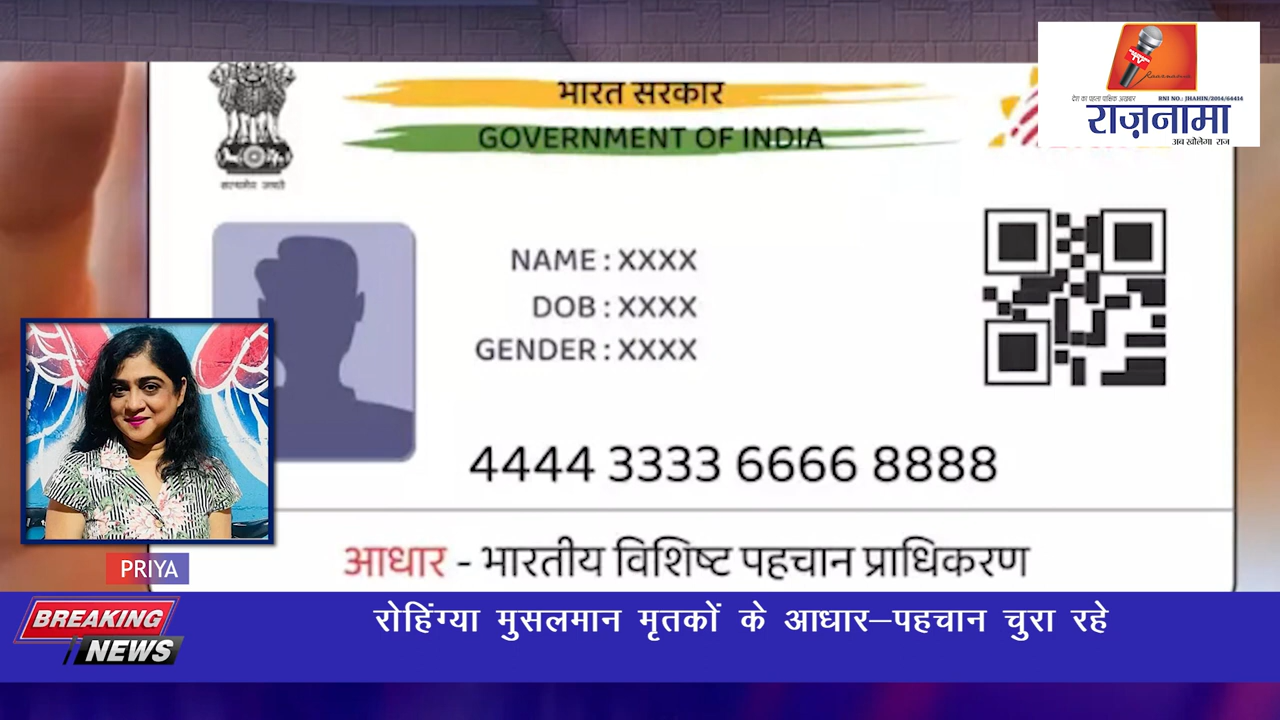 भारत सरकार
GOVERNMENT OF INDIA
सत्यमेव जयते
देश का पहला पाक्षिक अख़बार
RNI NO.: JHAHIN/2014/64414
राज़नामा
अब खोलेगा राज
NAME : XXXX
DOB : XXXX
GENDER : XXXX
4444 3333 6666 8888
आधार - भारतीय विशिष्ट पहचान प्राधिकरण
PRIYA
BREAKING
NEWS
रोहिंग्या मुसलमान मृतकों के आधार–पहचान चुरा रहे